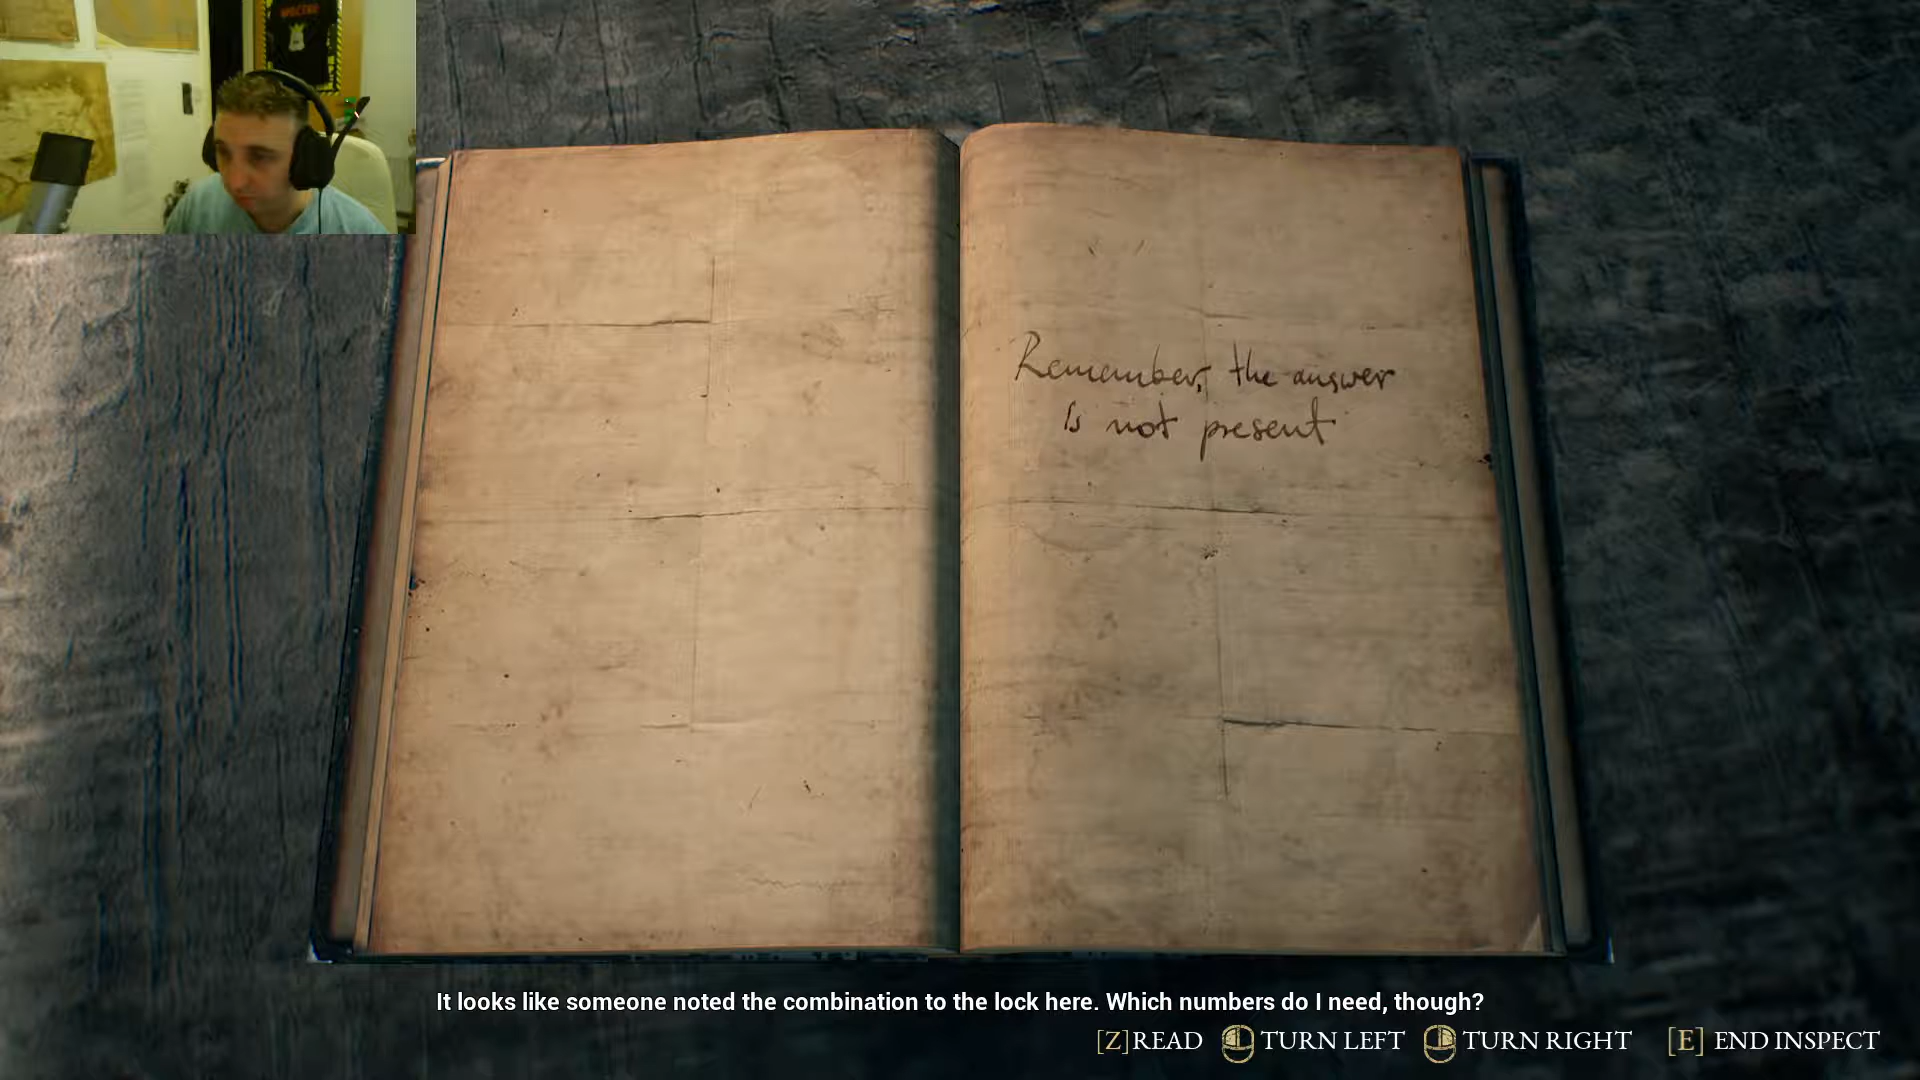 Remember, the answer
is not present
It looks like someone noted the combination to the lock here. Which numbers do I need, though?
[Z] READ TURN LEFT TURN RIGHT [E] END INSPECT